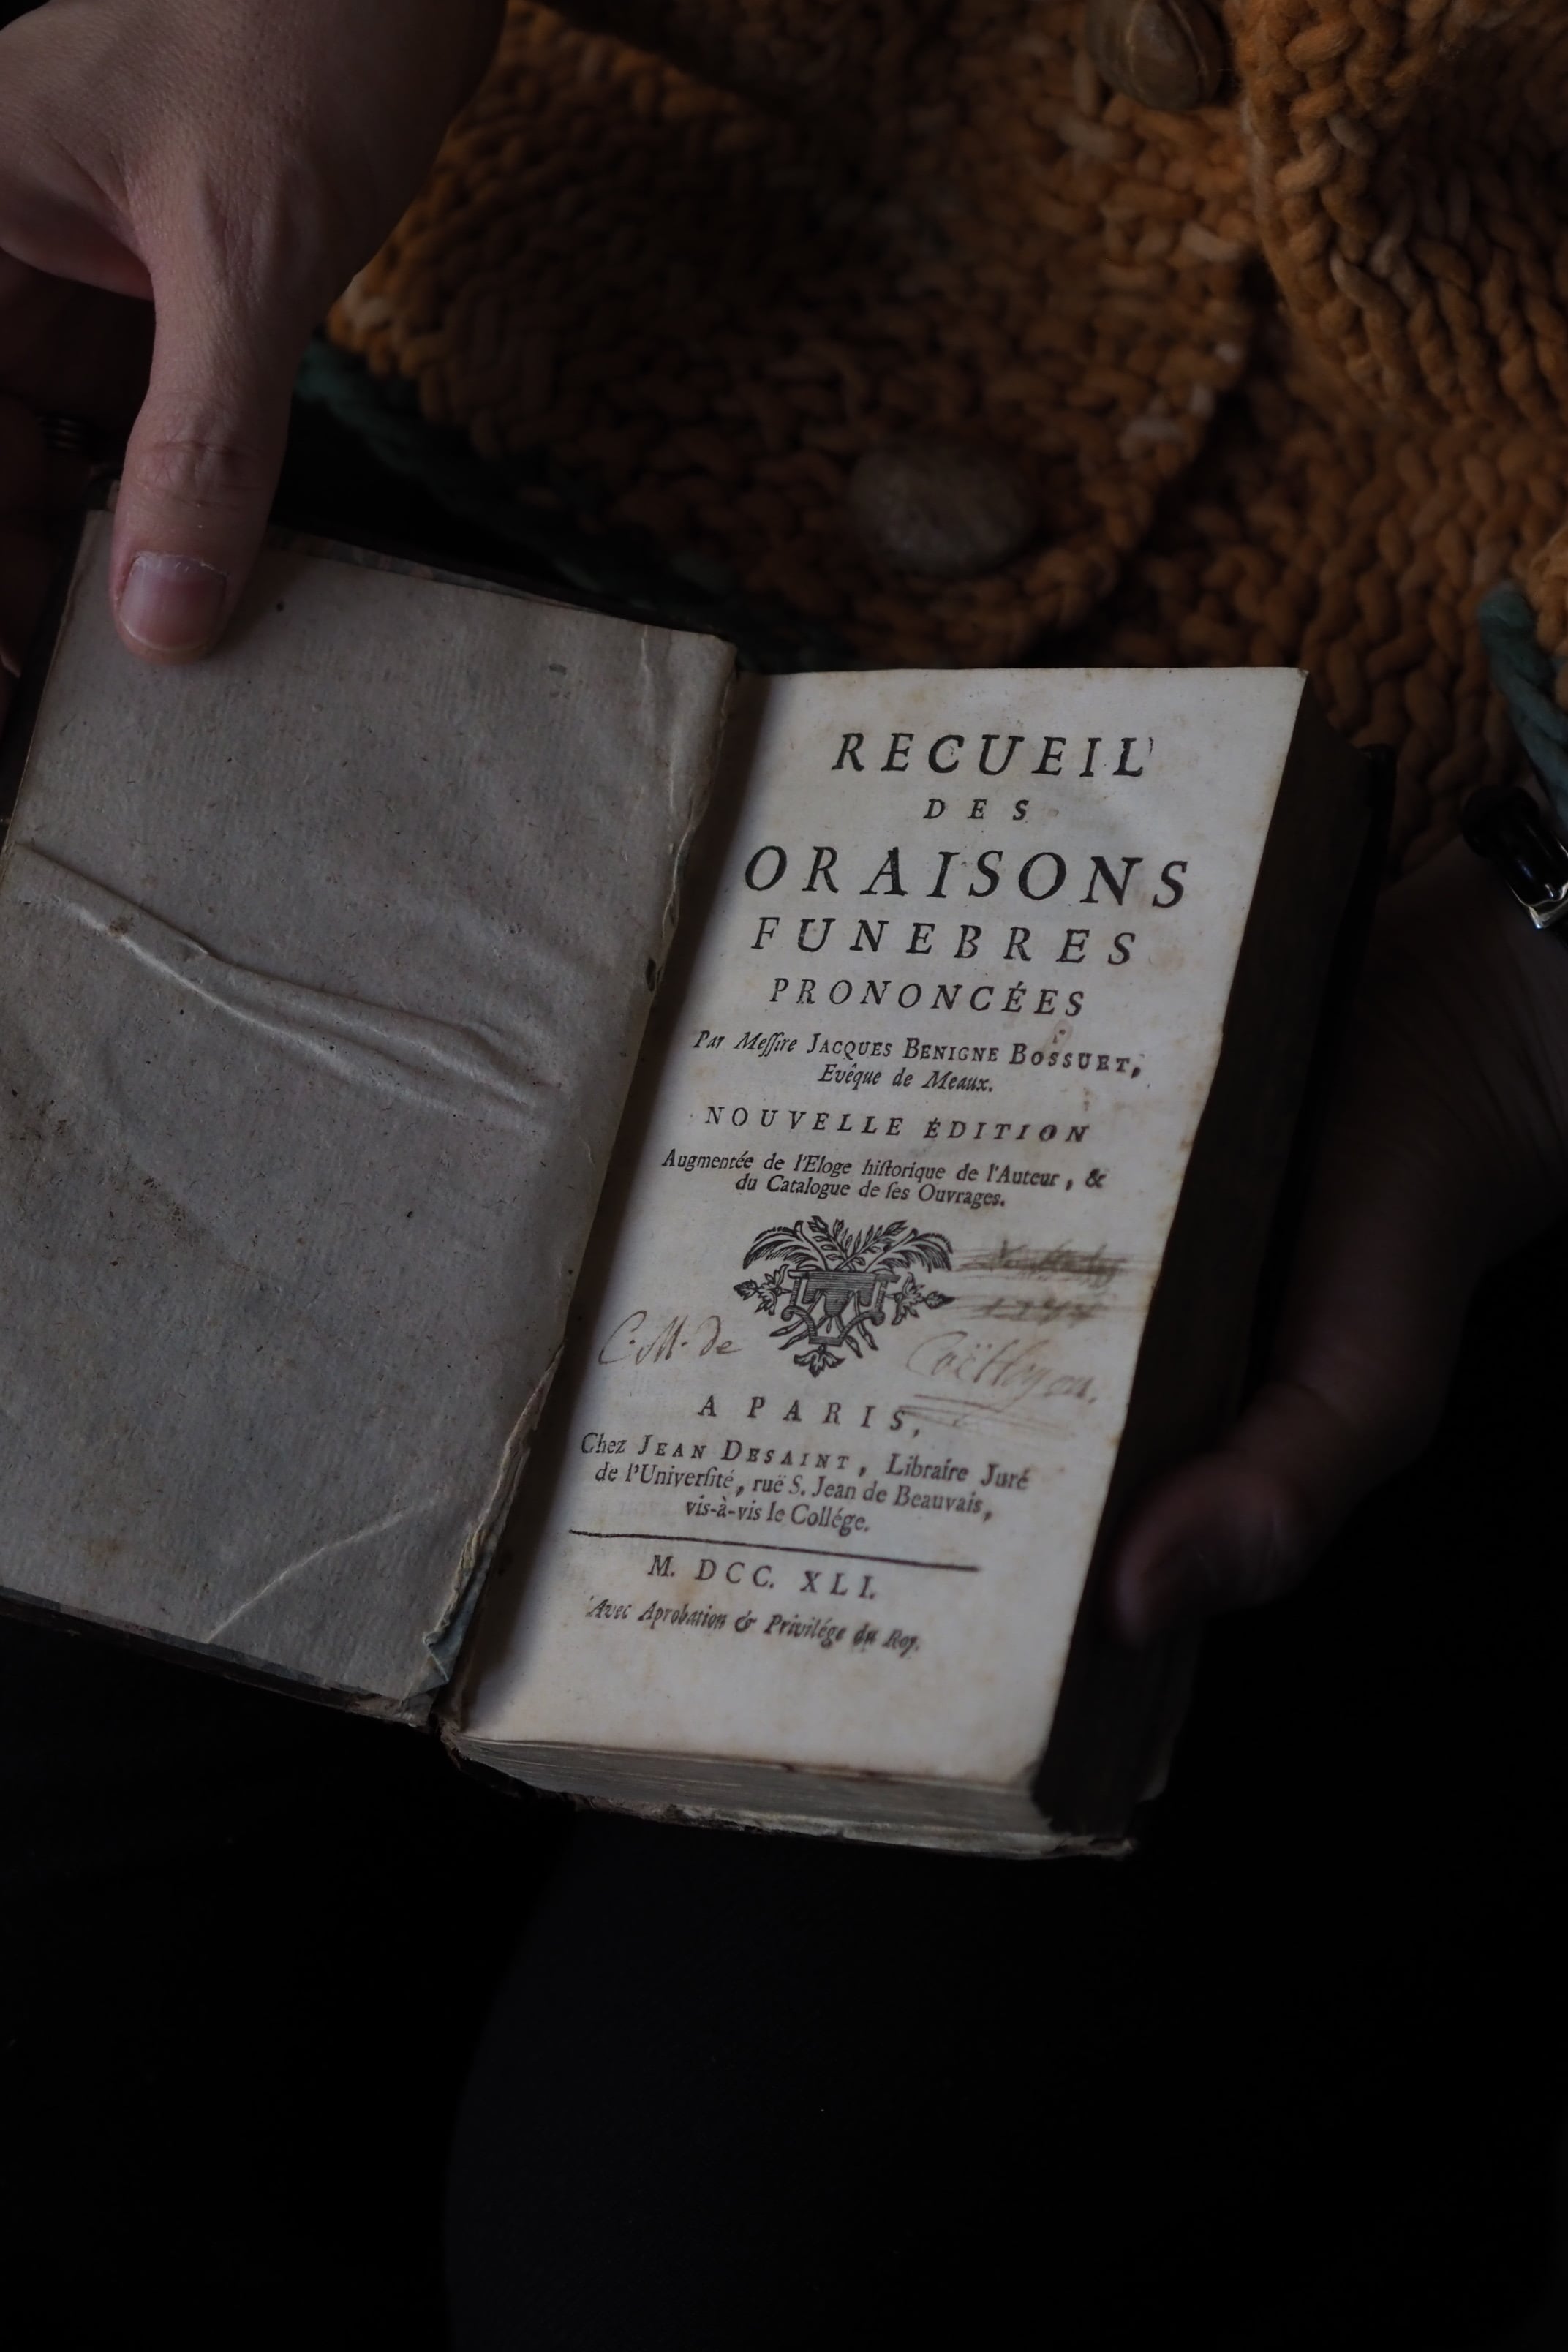 RECUEIL
DES
ORAISONS
FUNEBRES
PRONONCÉES
Par Meſſire JACQUES BENIGNE BOSSUET,
Evêque de Meaux.
NOUVELLE ÉDITION
Augmentée de l'Eloge hiſtorique de l'Auteur, &
du Catalogue de ſes Ouvrages.
C. M. de
A PARIS,
Chez JEAN DESAINT, Libraire Juré
de l'Univerſité, ruë S. Jean de Beauvais,
vis-à-vis le Collége.
M. DCC. XLI.
Avec Aprobation & Privilége du Roy.